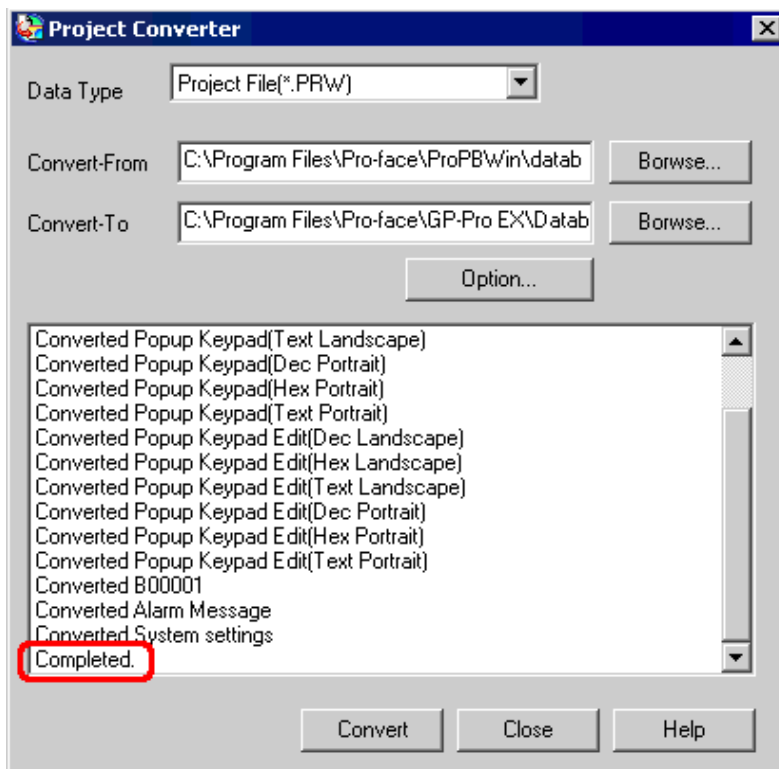 Project Converter
Data Type Project File(*.PRW)
Convert-From C:\Program Files\Pro-face\ProPBWin\datab Borwse...
Convert-To C:\Program Files\Pro-face\GP-Pro EX\Datab Borwse...
Option...
Converted Popup Keypad(Text Landscape)
Converted Popup Keypad(Dec Portrait)
Converted Popup Keypad(Hex Portrait)
Converted Popup Keypad(Text Portrait)
Converted Popup Keypad Edit(Dec Landscape)
Converted Popup Keypad Edit(Hex Landscape)
Converted Popup Keypad Edit(Text Landscape)
Converted Popup Keypad Edit(Dec Portrait)
Converted Popup Keypad Edit(Hex Portrait)
Converted Popup Keypad Edit(Text Portrait)
Converted B00001
Converted Alarm Message
Converted System settings
Completed.
Convert Close Help